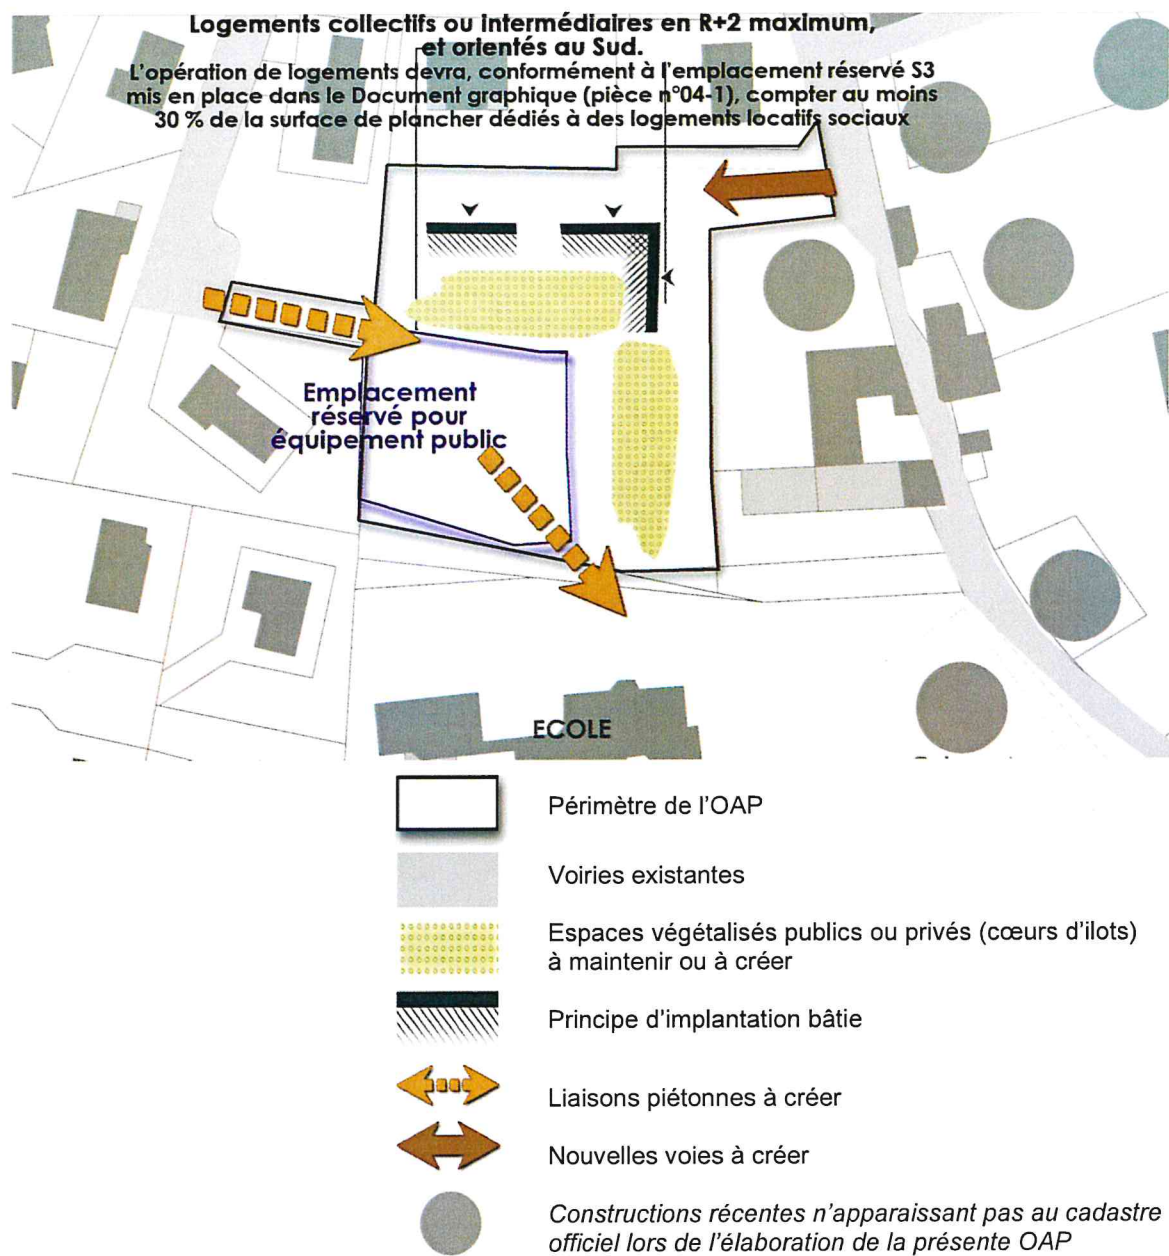 Logements collectifs ou intermédiaires en R+2 maximum,
et orientés au Sud.
L'opération de logements devra, conformément à l'emplacement réservé S3
mis en place dans le Document graphique (pièce n°04-1), compter au moins
30 % de la surface de plancher dédiés à des logements locatifs sociaux
Emplacement
réservé pour
équipement public
ECOLE
Périmètre de l'OAP
Voiries existantes
Espaces végétalisés publics ou privés (cœurs d'ilots)
à maintenir ou à créer
Principe d'implantation bâtie
Liaisons piétonnes à créer
Nouvelles voies à créer
Constructions récentes n'apparaissant pas au cadastre
officiel lors de l'élaboration de la présente OAP